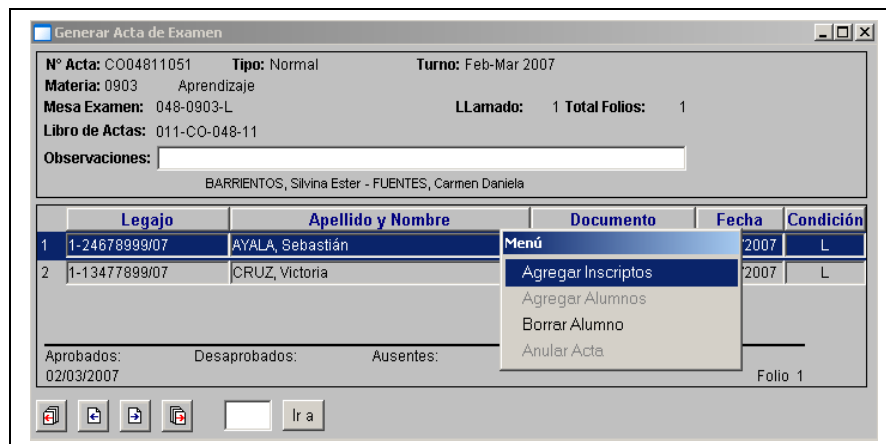 Generar Acta de Examen
Nº Acta: CO04811051 Tipo: Normal Turno: Feb-Mar 2007
Materia: 0903 Aprendizaje
Mesa Examen: 048-0903-L LLamado: 1 Total Folios: 1
Libro de Actas: 011-CO-048-11
Observaciones:
BARRIENTOS, Silvina Ester - FUENTES, Carmen Daniela
Legajo Apellido y Nombre Documento Fecha Condición
1 1-24678999/07 AYALA, Sebastián /2007 L
2 1-13477899/07 CRUZ, Victoria /2007 L
Menú
Agregar Inscriptos
Agregar Alumnos
Borrar Alumno
Anular Acta
Aprobados: Desaprobados: Ausentes:
02/03/2007 Folio 1
Ir a